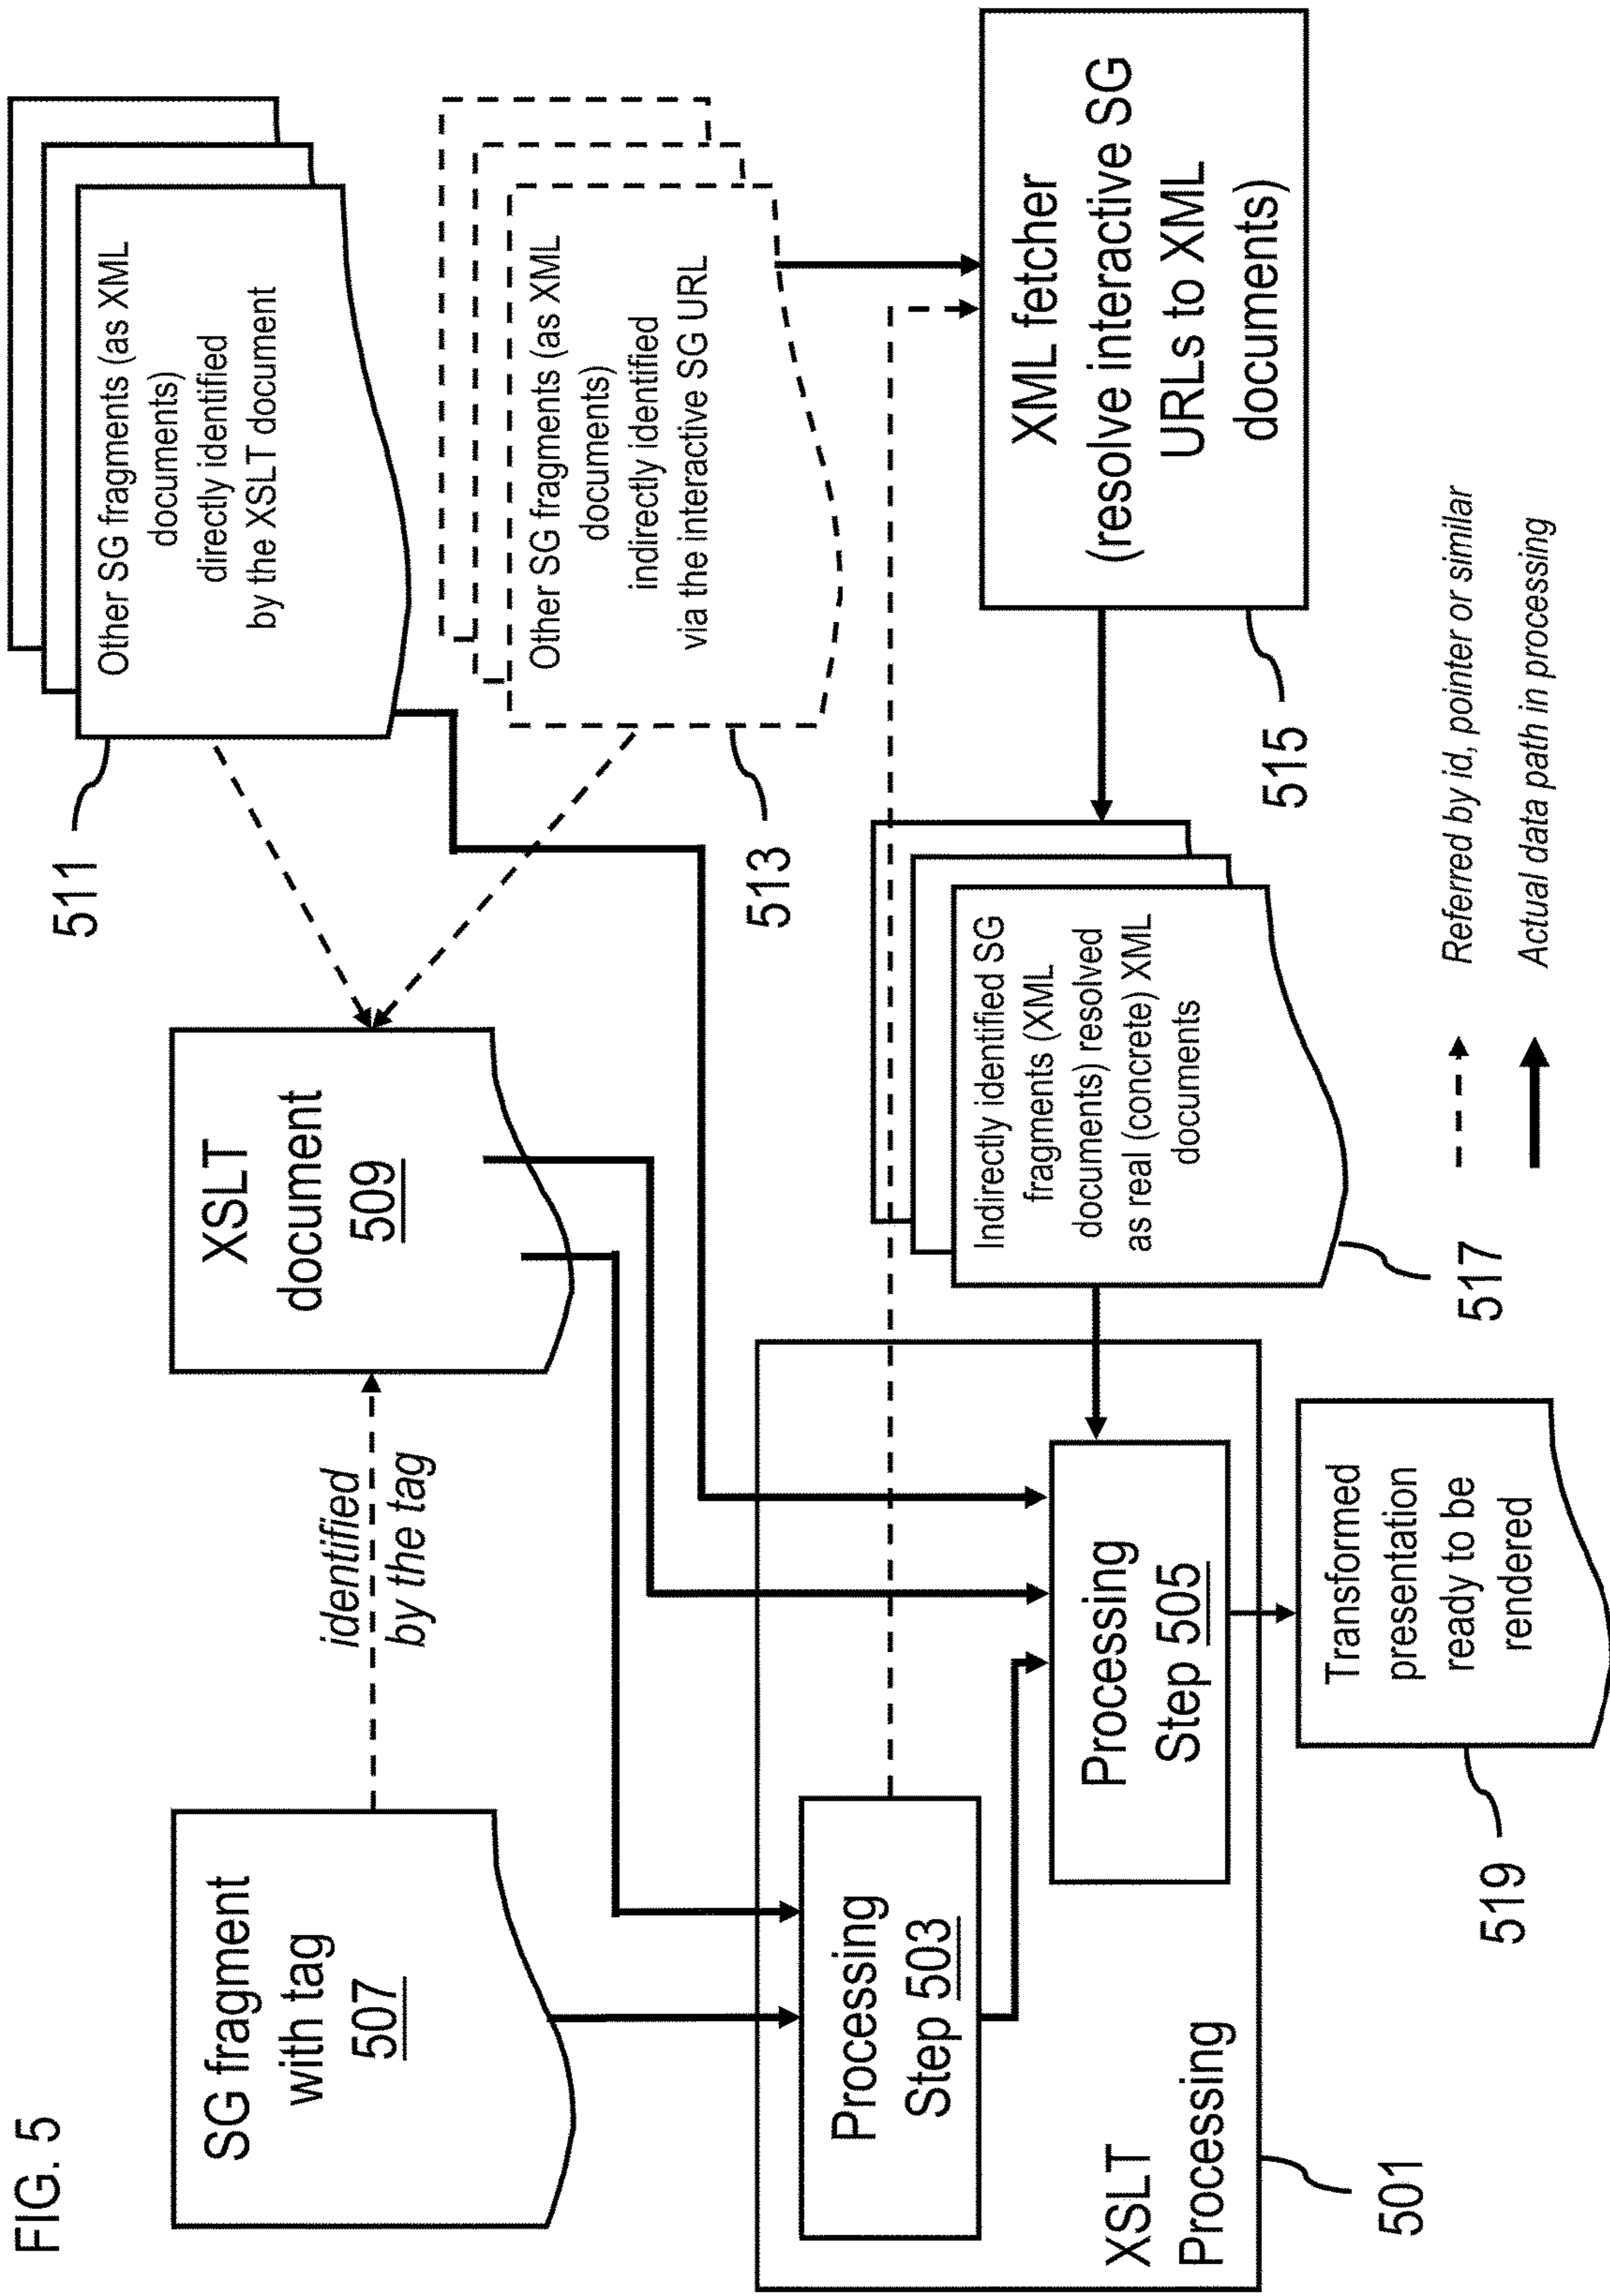 FIG. 5
SG fragment
with tag
507
identified
by the tag
XSLT
document
509
511
Other SG fragments (as XML
documents)
directly identified
by the XSLT document
Other SG fragments (as XML
documents)
indirectly identified
via the interactive SG URL
513
XSLT
Processing
501
Processing
Step 503
Processing
Step 505
Indirectly identified SG
fragments (XML
documents) resolved
as real (concrete) XML
documents
517
XML fetcher
(resolve interactive SG
URLs to XML
documents)
515
Transformed
presentation
ready to be
rendered
519
Referred by id, pointer or similar
Actual data path in processing